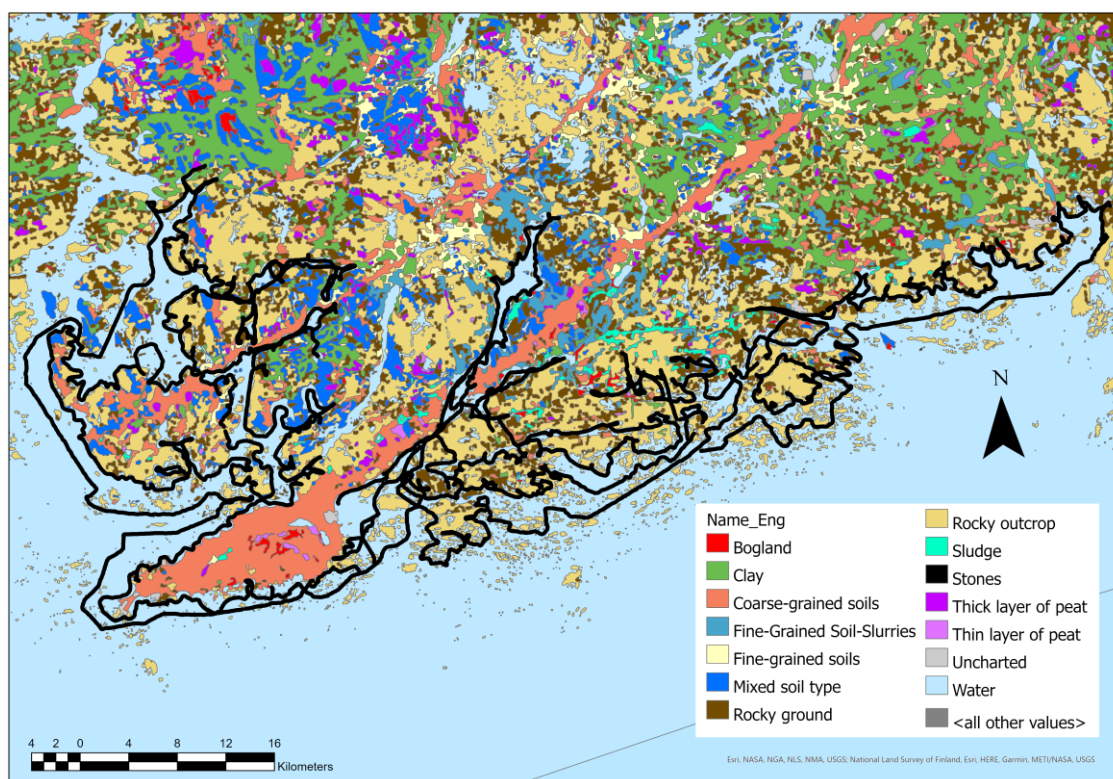 N
Name_Eng
Bogland
Clay
Coarse-grained soils
Fine-Grained Soil-Slurries
Fine-grained soils
Mixed soil type
Rocky ground
Rocky outcrop
Sludge
Stones
Thick layer of peat
Thin layer of peat
Uncharted
Water
<all other values>
4 2 0 4 8 12 16
Kilometers
Esri, NASA, NGA, NLS, NMA, USGS; National Land Survey of Finland, Esri, HERE, Garmin, METI/NASA, USGS